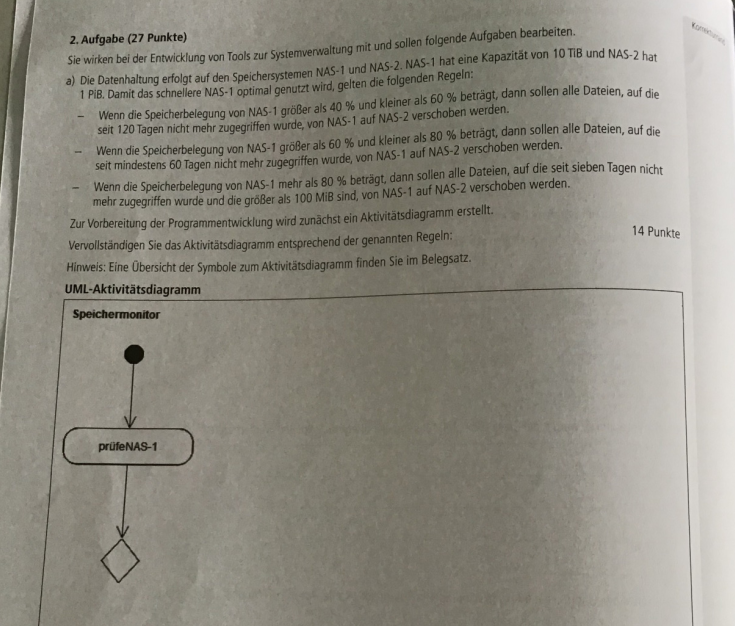 Korrekturrand
2. Aufgabe (27 Punkte)
Sie wirken bei der Entwicklung von Tools zur Systemverwaltung mit und sollen folgende Aufgaben bearbeiten.
a) Die Datenhaltung erfolgt auf den Speichersystemen NAS-1 und NAS-2. NAS-1 hat eine Kapazität von 10 TiB und NAS-2 hat
1 PiB. Damit das schnellere NAS-1 optimal genutzt wird, gelten die folgenden Regeln:
– Wenn die Speicherbelegung von NAS-1 größer als 40 % und kleiner als 60 % beträgt, dann sollen alle Dateien, auf die
seit 120 Tagen nicht mehr zugegriffen wurde, von NAS-1 auf NAS-2 verschoben werden.
– Wenn die Speicherbelegung von NAS-1 größer als 60 % und kleiner als 80 % beträgt, dann sollen alle Dateien, auf die
seit mindestens 60 Tagen nicht mehr zugegriffen wurde, von NAS-1 auf NAS-2 verschoben werden.
– Wenn die Speicherbelegung von NAS-1 mehr als 80 % beträgt, dann sollen alle Dateien, auf die seit sieben Tagen nicht
mehr zugegriffen wurde und die größer als 100 MiB sind, von NAS-1 auf NAS-2 verschoben werden.
Zur Vorbereitung der Programmentwicklung wird zunächst ein Aktivitätsdiagramm erstellt.
Vervollständigen Sie das Aktivitätsdiagramm entsprechend der genannten Regeln:
14 Punkte
Hinweis: Eine Übersicht der Symbole zum Aktivitätsdiagramm finden Sie im Belegsatz.
UML-Aktivitätsdiagramm
Speichermonitor
prüfeNAS-1